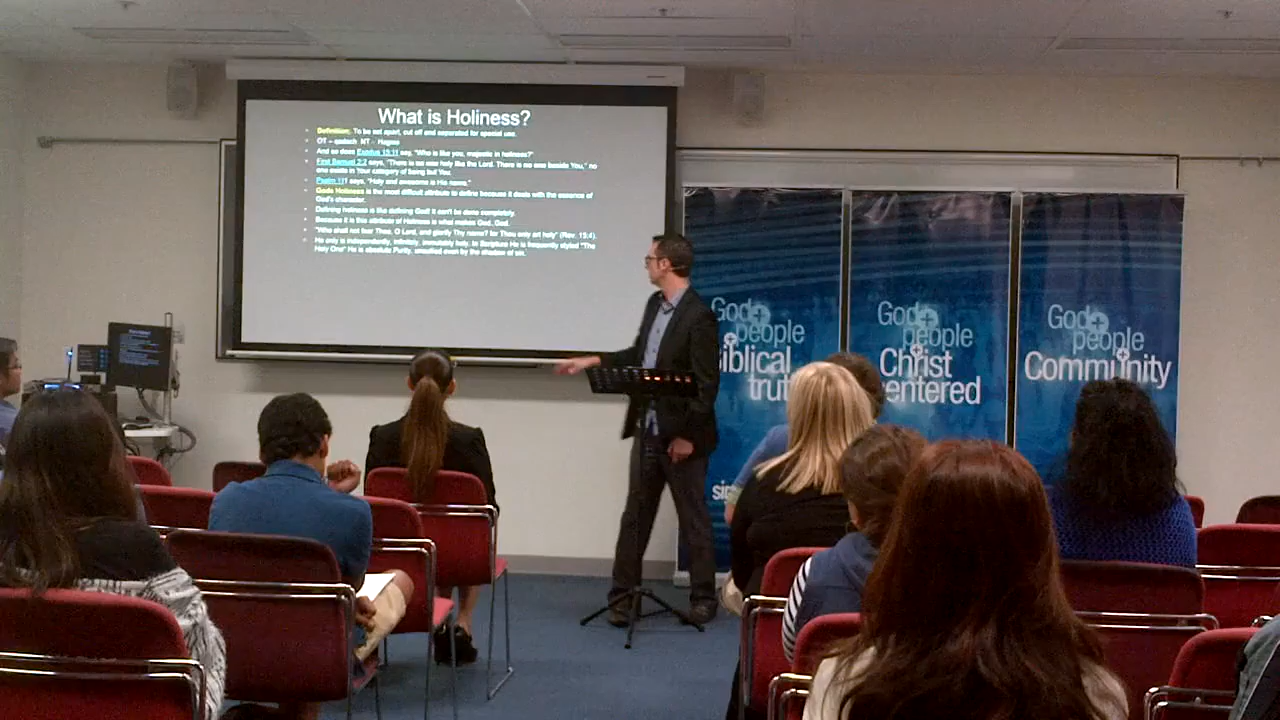 What is Holiness?
Definition: To be set apart, cut off and separated for special use.
OT – qadash NT – Hagios
And so does Exodus 15:11 say, "Who is like you, majestic in holiness?"
First Samuel 2:2 says, "There is no one holy like the Lord. There is no one beside You," no
one exists in Your category of being but You.
Psalm 111 says, "Holy and awesome is His name."
Gods Holiness is the most difficult attribute to define because it deals with the essence of
God's character.
Defining holiness is like defining God! It can't be done completely.
Because it is this attribute of Holiness is what makes God, God.
"Who shall not fear Thee, O Lord, and glorify Thy name? for Thou only art holy" (Rev. 15:4).
He only is independently, infinitely, immutably holy. In Scripture He is frequently styled "The
Holy One" He is absolute Purity, unsullied even by the shadow of sin.
God+
people
+
iblical
trut
God+
people
+
Christ
entered
God+
people
+
Community